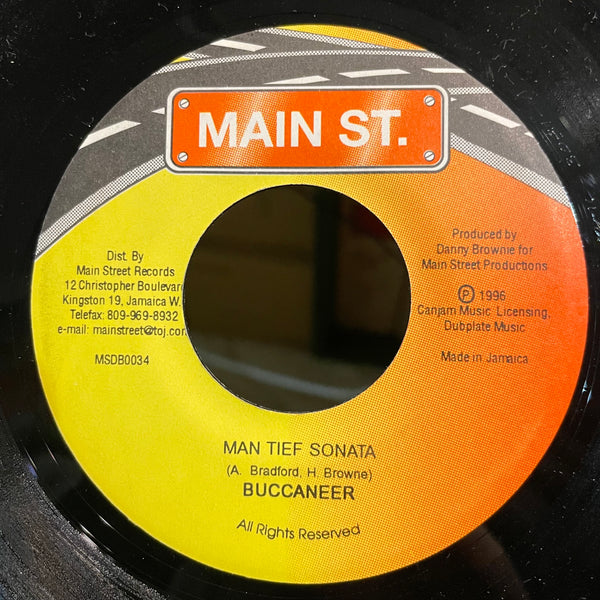 MAIN ST.
Dist. By
Main Street Records
12 Christopher Boulevard
Kingston 19, Jamaica W.
Telefax: 809-969-8932
e-mail: mainstreet@toj.com
MSDB0034
Produced by
Danny Brownie for
Main Street Productions
Ⓟ 1996
Canjam Music Licensing,
Dubplate Music
Made in Jamaica
MAN TIEF SONATA
(A. Bradford, H. Browne)
BUCCANEER
All Rights Reserved